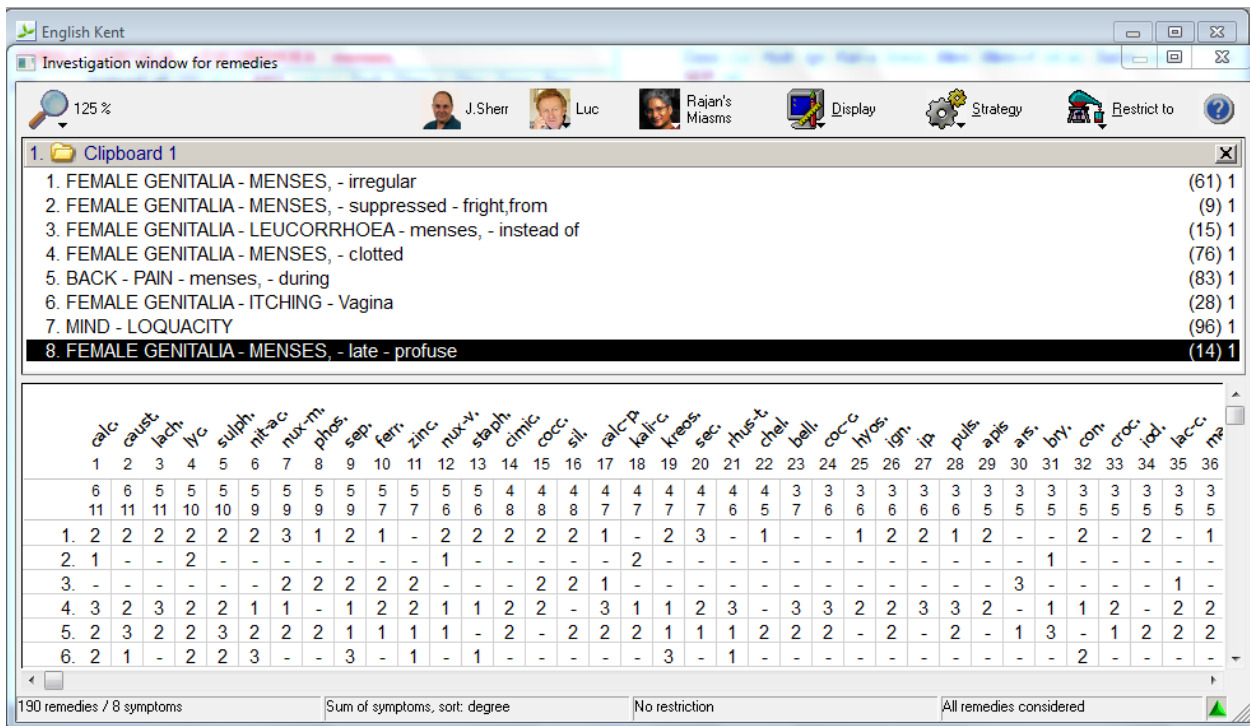 English Kent
Investigation window for remedies
125 %
J.Sherr
Luc
Rajan's
Miasms
Display
Strategy
Restrict to
1. Clipboard 1
1. FEMALE GENITALIA - MENSES, - irregular (61) 1
2. FEMALE GENITALIA - MENSES, - suppressed - fright,from (9) 1
3. FEMALE GENITALIA - LEUCORRHOEA - menses, - instead of (15) 1
4. FEMALE GENITALIA - MENSES, - clotted (76) 1
5. BACK - PAIN - menses, - during (83) 1
6. FEMALE GENITALIA - ITCHING - Vagina (28) 1
7. MIND - LOQUACITY (96) 1
8. FEMALE GENITALIA - MENSES, - late - profuse (14) 1
calc. caust. lach. lyc. sulph. nit-ac. nux-m. phos. sep. ferr. zinc. nux-v. staph. cimic. cocc. sil. calc-p. kali-c. kreos. sec. rhus-t. chel. bell. coc-c. hyos. ign. ip. puls. apis ars. bry. con. croc. iod. lac-c.
1 2 3 4 5 6 7 8 9 10 11 12 13 14 15 16 17 18 19 20 21 22 23 24 25 26 27 28 29 30 31 32 33 34 35 36
6 6 5 5 5 5 5 5 5 5 5 5 5 4 4 4 4 4 4 4 4 4 3 3 3 3 3 3 3 3 3 3 3 3 3 3
11 11 11 10 10 9 9 9 9 7 7 6 6 8 8 8 7 7 7 7 6 6 7 6 6 6 6 6 5 5 5 5 5 5 5 5
1. 2 2 2 2 2 2 3 1 2 1 - 2 2 2 2 2 1 - 2 3 - 1 - - 1 2 2 1 2 - - 2 - 2 - 1
2. 1 - - 2 - - - - - - - 1 - - - - - 2 - - - - - - - - - - - - 1 - - - - -
3. - - - - - - 2 2 2 2 2 - - - 2 2 1 - - - - - - - - - - - - 3 - - - - 1 -
4. 3 2 3 2 2 1 1 - 1 2 2 1 1 2 2 - 3 1 1 2 3 - 3 3 2 2 3 3 2 - 1 1 2 - 2 2
5. 2 3 2 2 3 2 2 2 1 1 1 1 - 2 - 2 2 2 1 1 1 2 2 2 - 2 - 2 - 1 3 - 1 2 2 2
6. 2 1 - 2 2 3 - - 3 - 1 - 1 - - - - - 3 - 1 - - - - - - - - - - 2 - - - -
190 remedies / 8 symptoms
Sum of symptoms, sort: degree
No restriction
All remedies considered